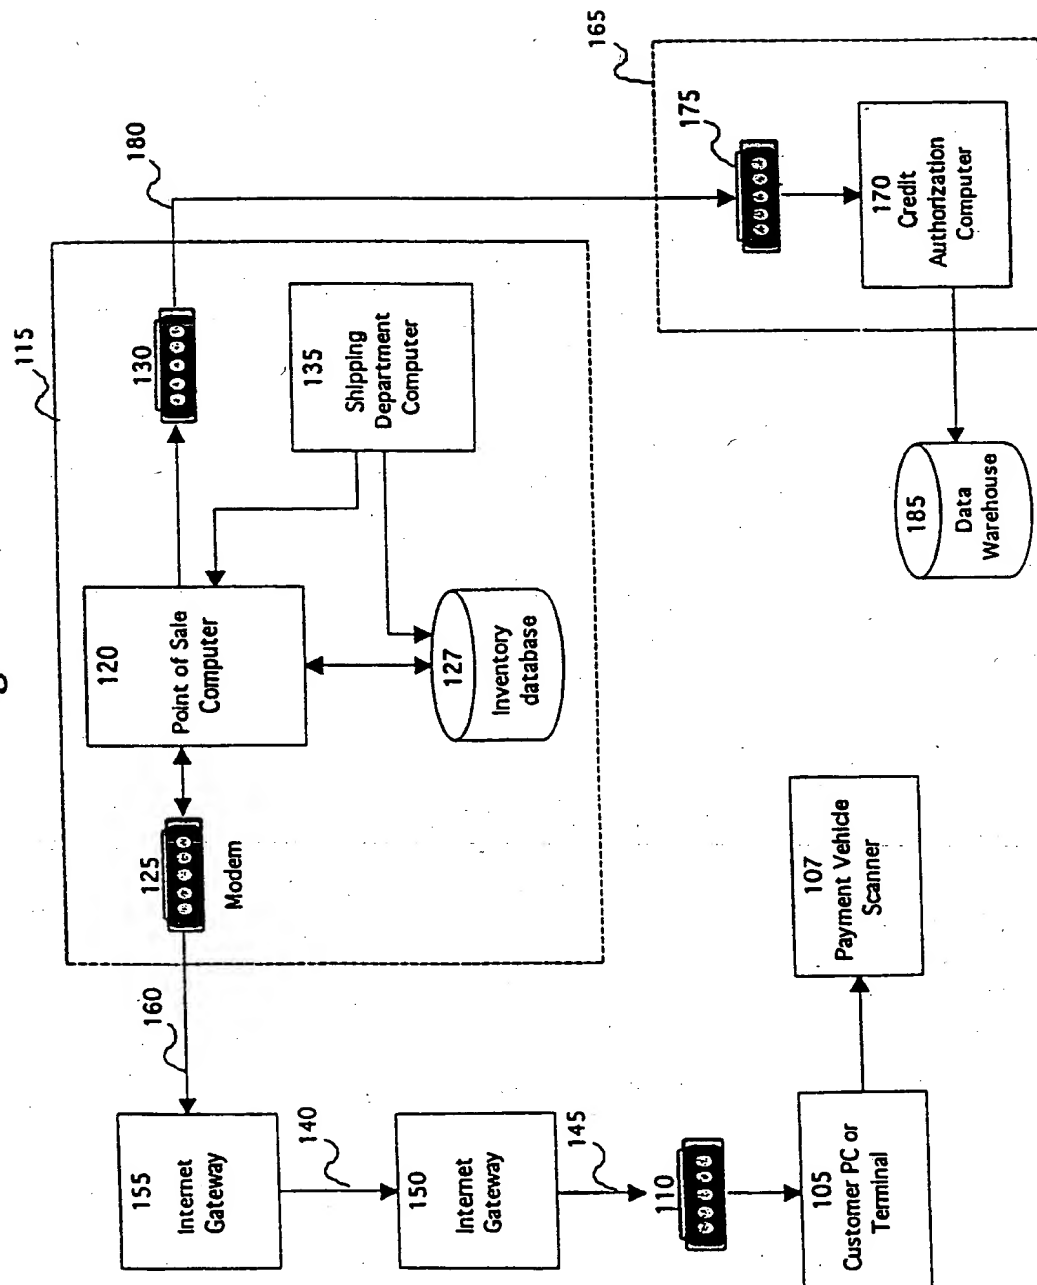 115
180
155
Internet
Gateway
160
125
Modem
120
Point of Sale
Computer
130
135
Shipping
Department
Computer
140
127
Inventory
database
150
Internet
Gateway
145
110
165
175
105
Customer PC or
Terminal
107
Payment Vehicle
Scanner
170
Credit
Authorization
Computer
185
Data
Warehouse